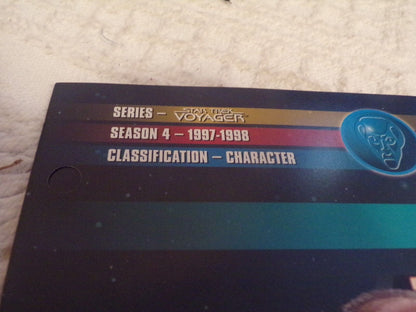 SERIES – STAR TREK VOYAGER
SEASON 4 – 1997-1998
CLASSIFICATION – CHARACTER